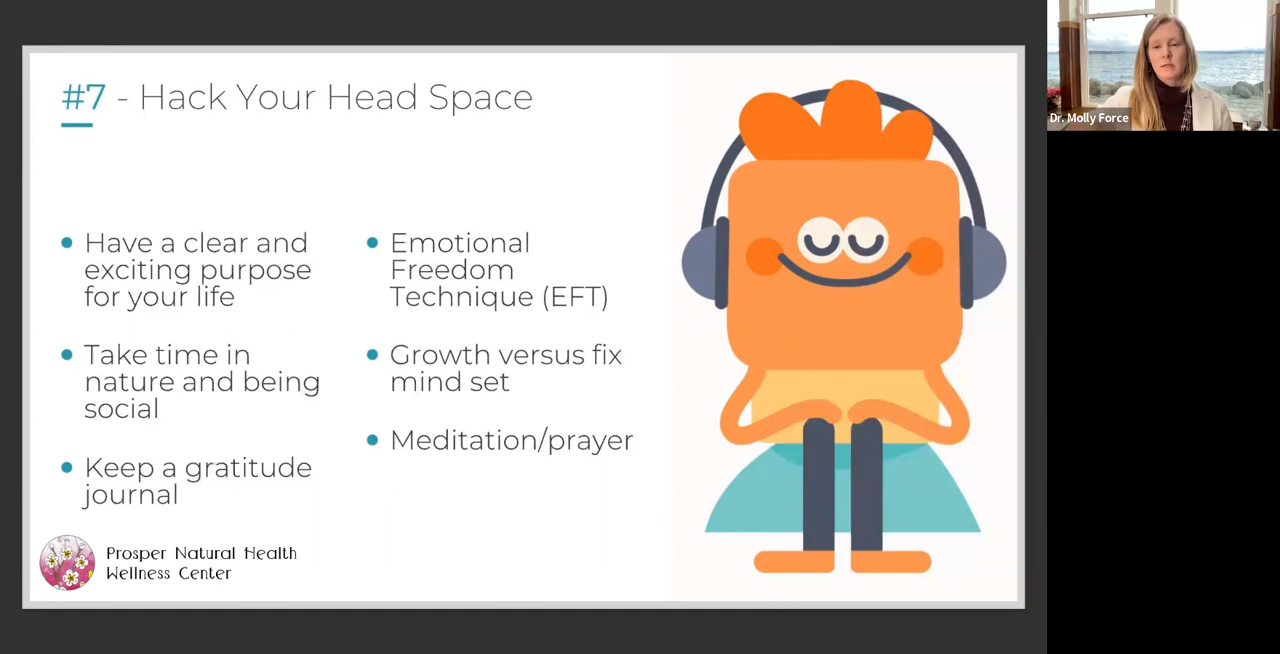 #7 - Hack Your Head Space
Have a clear and
exciting purpose
for your life
Take time in
nature and being
social
Keep a gratitude
journal
Emotional
Freedom
Technique (EFT)
Growth versus fix
mind set
Meditation/prayer
Prosper Natural Health
Wellness Center
Dr. Molly Force